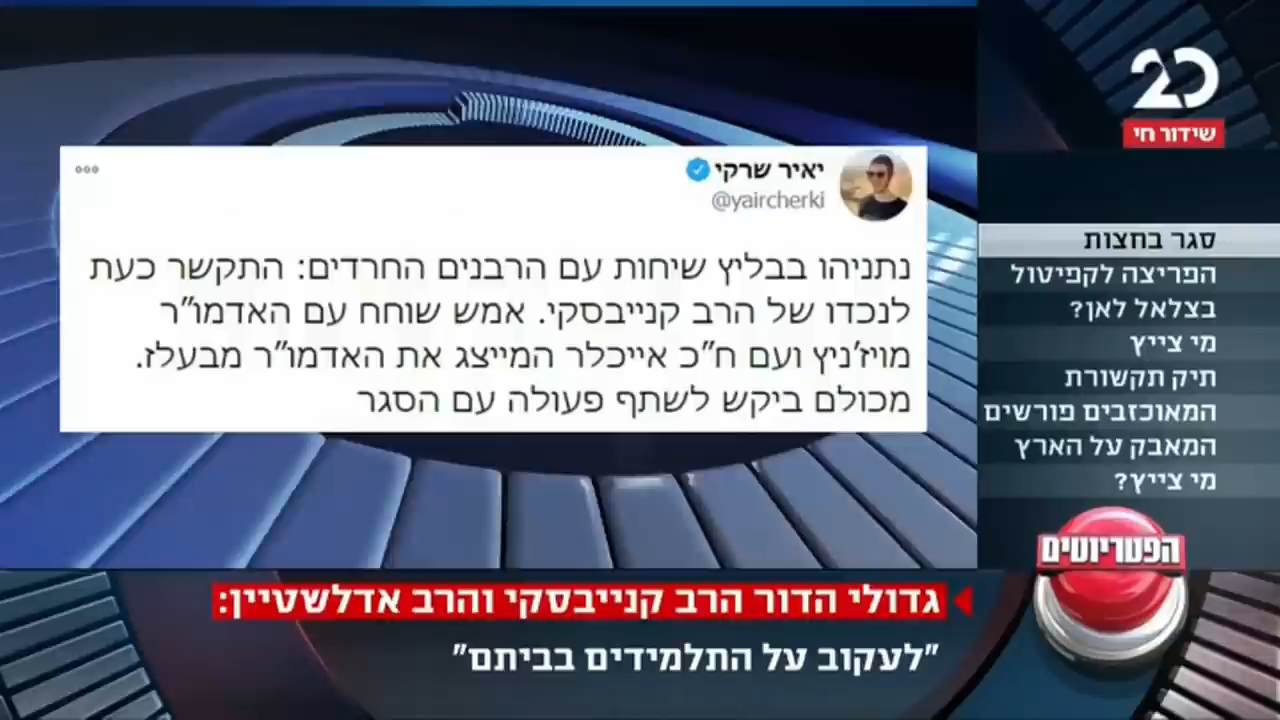 20
שידור חי
יאיר שרקי
@yaircherki
נתניהו בבליץ שיחות עם הרבנים החרדים: התקשר כעת
לנכדו של הרב קנייבסקי. אמש שוחח עם האדמו"ר
מויז'ניץ ועם ח"כ אייכלר המייצג את האדמו"ר מבעלז.
מכולם ביקש לשתף פעולה עם הסגר
סגר בחצות
הפריצה לקפיטול
בצלאל לאן?
מי צייץ
תיק תקשורת
המאוכזבים פורשים
המאבק על הארץ
מי צייץ?
הפטריוטים
גדולי הדור הרב קנייבסקי והרב אדלשטיין:
"לעקוב על התלמידים בביתם"